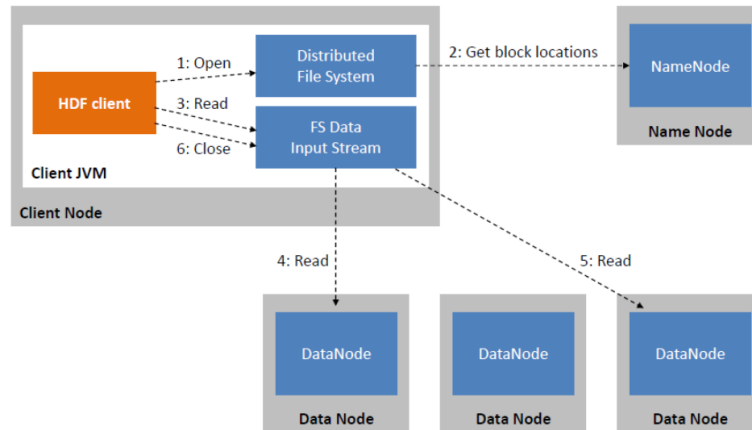 1: Open
Distributed
File System
2: Get block locations
NameNode
HDF client
3: Read
6: Close
FS Data
Input Stream
Name Node
Client JVM
Client Node
4: Read
5: Read
DataNode
DataNode
DataNode
Data Node
Data Node
Data Node